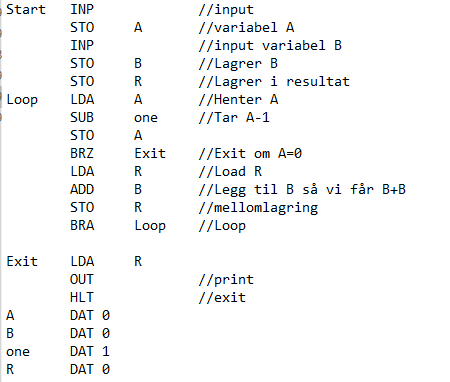 Start INP //input
STO A //variabel A
INP //input variabel B
STO B //Lagrer B
STO R //Lagrer i resultat
Loop LDA A //Henter A
SUB one //Tar A-1
STO A
BRZ Exit //Exit om A=0
LDA R //Load R
ADD B //Legg til B så vi får B+B
STO R //mellomlagring
BRA Loop //Loop
Exit LDA R
OUT //print
HLT //exit
A DAT 0
B DAT 0
one DAT 1
R DAT 0